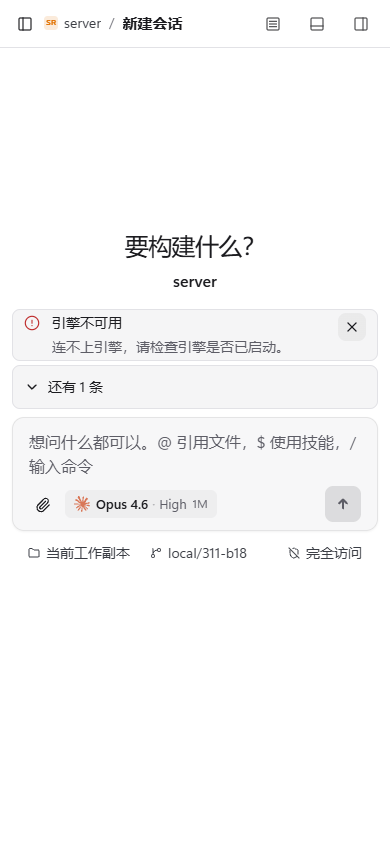 SR server / 新建会话
要构建什么？
server
引擎不可用
连不上引擎，请检查引擎是否已启动。
还有 1 条
想问什么都可以。@ 引用文件，$ 使用技能，/
输入命令
Opus 4.6 · High 1M
当前工作副本 local/311-b18 完全访问